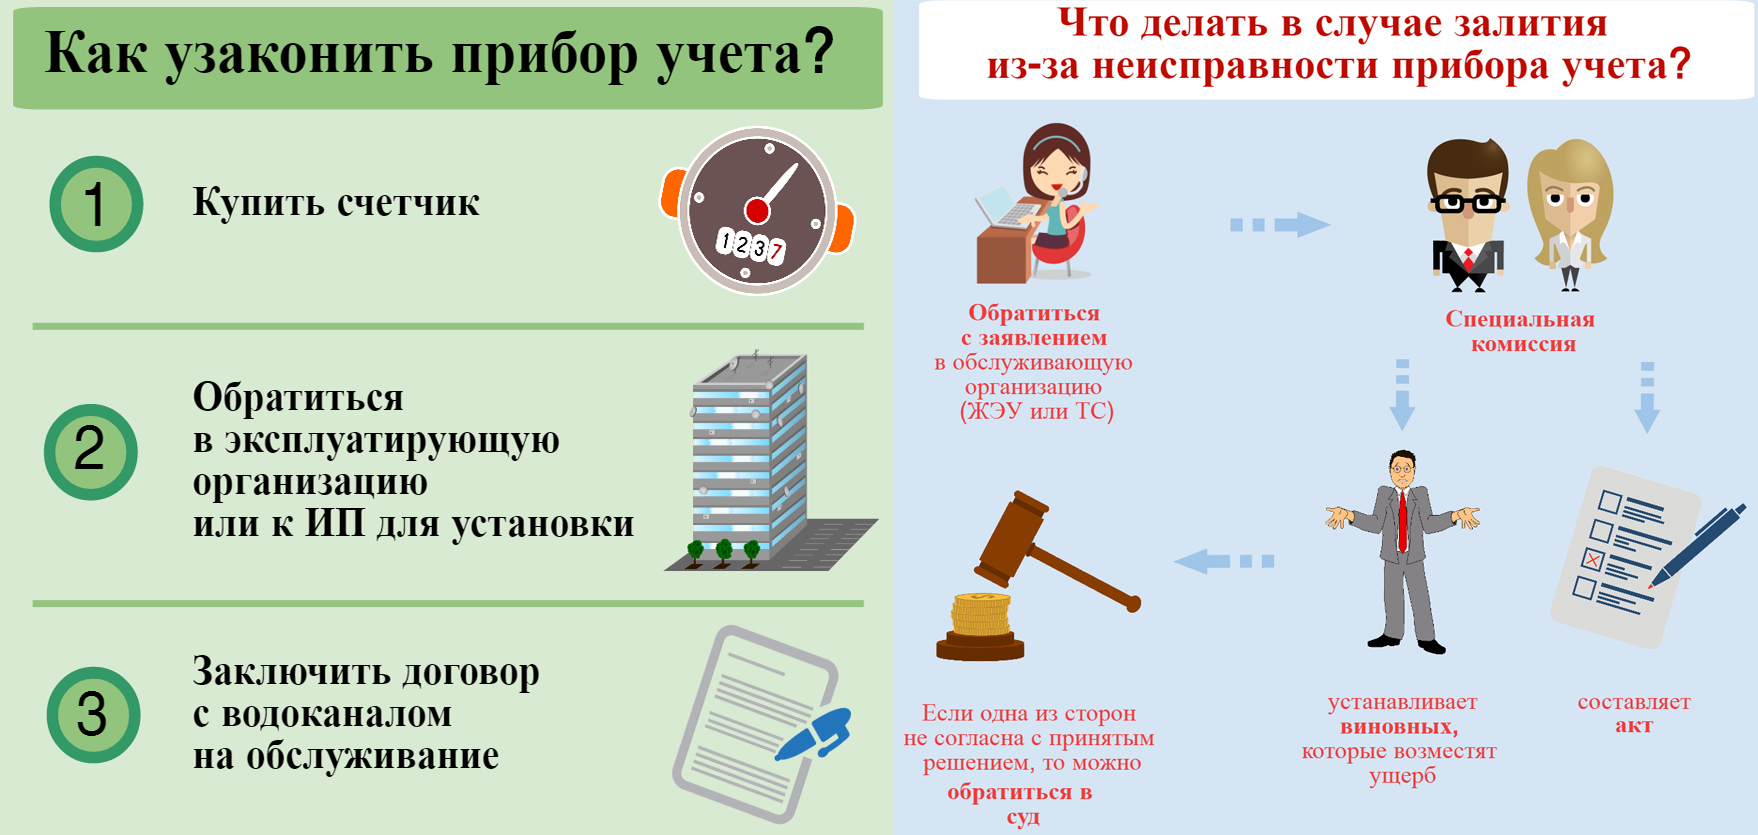 Как узаконить прибор учета?
1
Купить счетчик
1237
2
Обратиться
в эксплуатирующую
организацию
или к ИП для установки
3
Заключить договор
с водоканалом
на обслуживание
Что делать в случае залития
из-за неисправности прибора учета?
Обратиться
с заявлением
в обслуживающую
организацию
(ЖЭУ или ТС)
Специальная
комиссия
устанавливает
виновных,
которые возместят
ущерб
составляет
акт
Если одна из сторон
не согласна с принятым
решением, то можно
обратиться в
суд